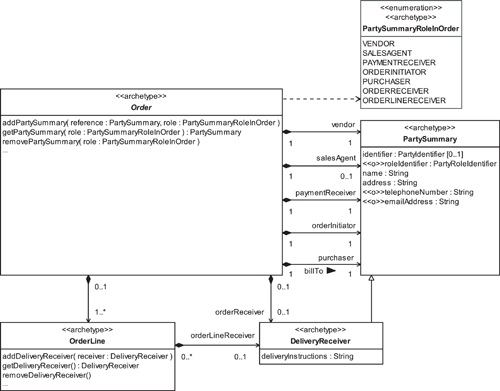 <<enumeration>>
<<archetype>>
PartySummaryRoleInOrder
VENDOR
SALESAGENT
PAYMENTRECEIVER
ORDERINITIATOR
PURCHASER
ORDERRECEIVER
ORDERLINERECEIVER
<<archetype>>
Order
addPartySummary( reference : PartySummary, role : PartySummaryRoleInOrder )
getPartySummary( role : PartySummaryRoleInOrder ) : PartySummary
removePartySummary( role : PartySummaryRoleInOrder )
...
vendor
1 1
salesAgent
1 0..1
paymentReceiver
1 1
orderInitiator
1 1
purchaser
1 billTo ► 1
<<archetype>>
PartySummary
identifier : PartyIdentifier [0..1]
<<o>>roleIdentifier : PartyRoleIdentifier
name : String
address : String
<<o>>telephoneNumber : String
<<o>>emailAddress : String
0..1 0..1
1..* orderReceiver 0..1
<<archetype>>
OrderLine
addDeliveryReceiver( receiver : DeliveryReceiver )
getDeliveryReceiver() : DeliveryReceiver
removeDeliveryReceiver()
...
orderLineReceiver
0..* 0..1
<<archetype>>
DeliveryReceiver
deliveryInstructions : String